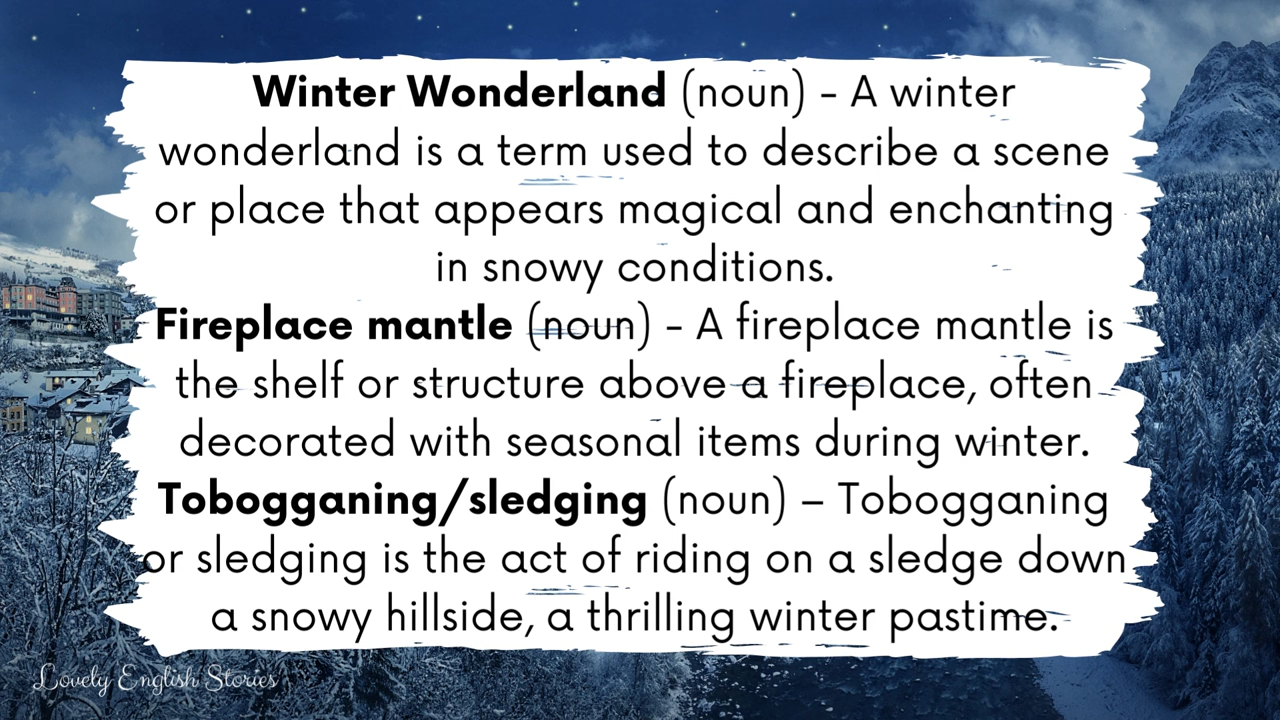 Winter Wonderland (noun) - A winter
wonderland is a term used to describe a scene
or place that appears magical and enchanting
in snowy conditions.
Fireplace mantle (noun) - A fireplace mantle is
the shelf or structure above a fireplace, often
decorated with seasonal items during winter.
Tobogganing/sledging (noun) – Tobogganing
or sledging is the act of riding on a sledge down
a snowy hillside, a thrilling winter pastime.
Lovely English Stories